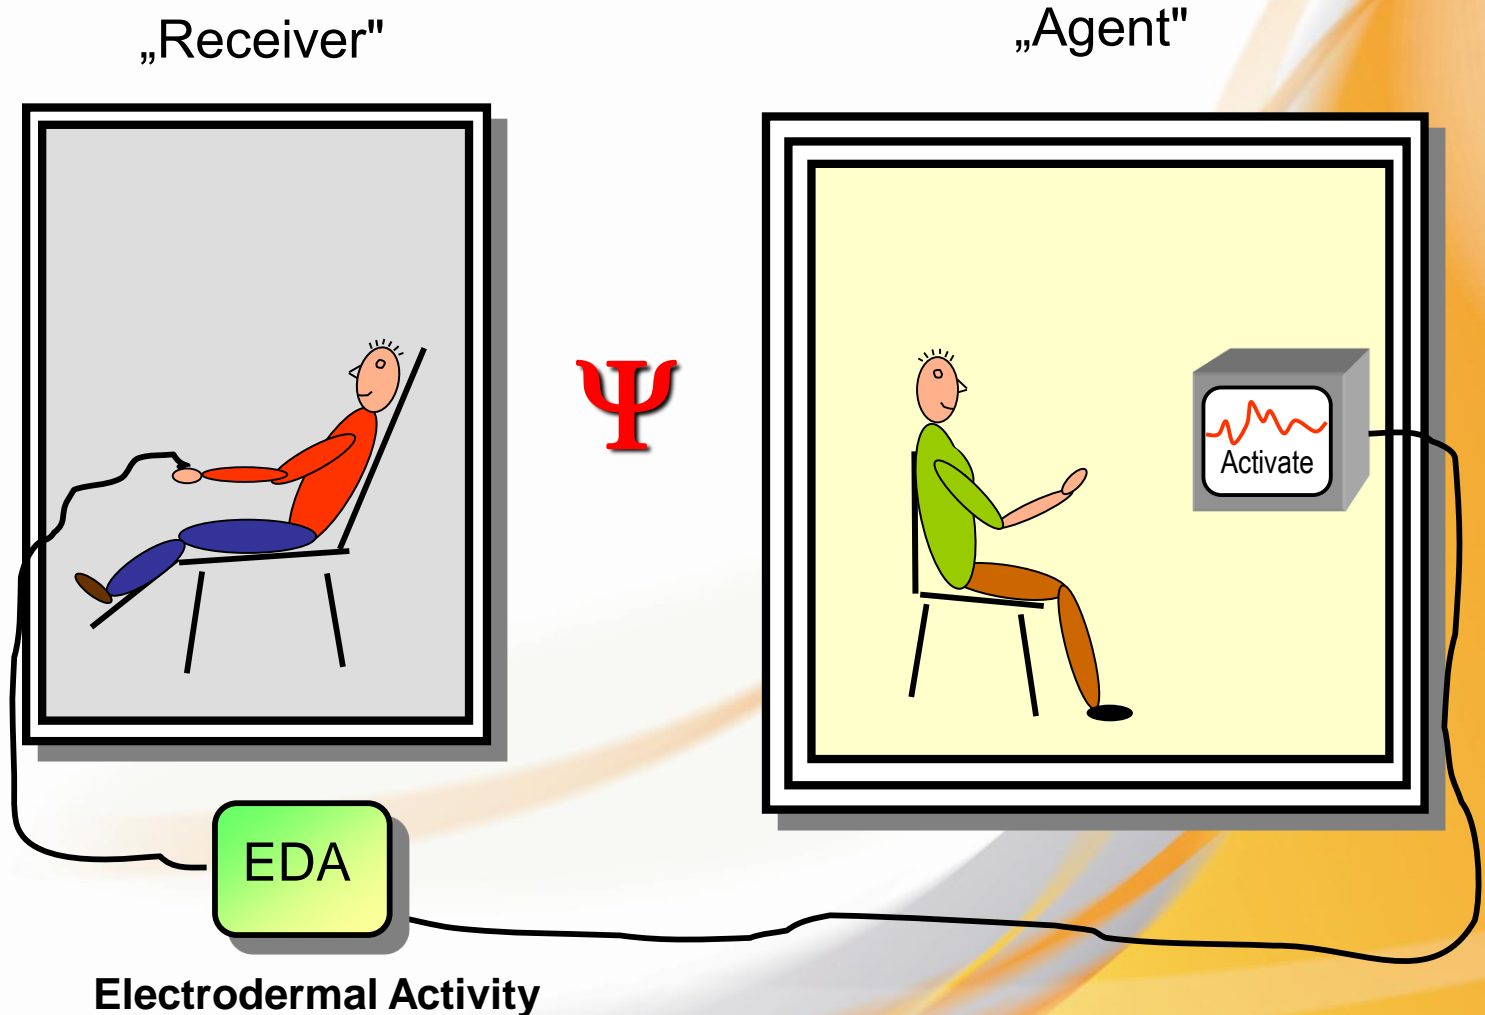 „Receiver"
„Agent"
Ψ
Activate
EDA
Electrodermal Activity